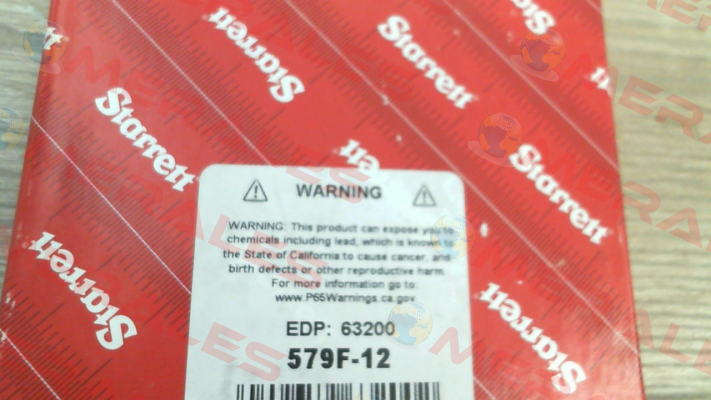 Starrett
Starrett
Starrett
Starrett
Starrett
Starrett
WARNING
WARNING: This product can expose you to
chemicals including lead, which is known
the State of California to cause cancer, and
birth defects or other reproductive harm.
For more information go to:
www.P65Warnings.ca.gov
EDP: 63200
579F-12
MERALES